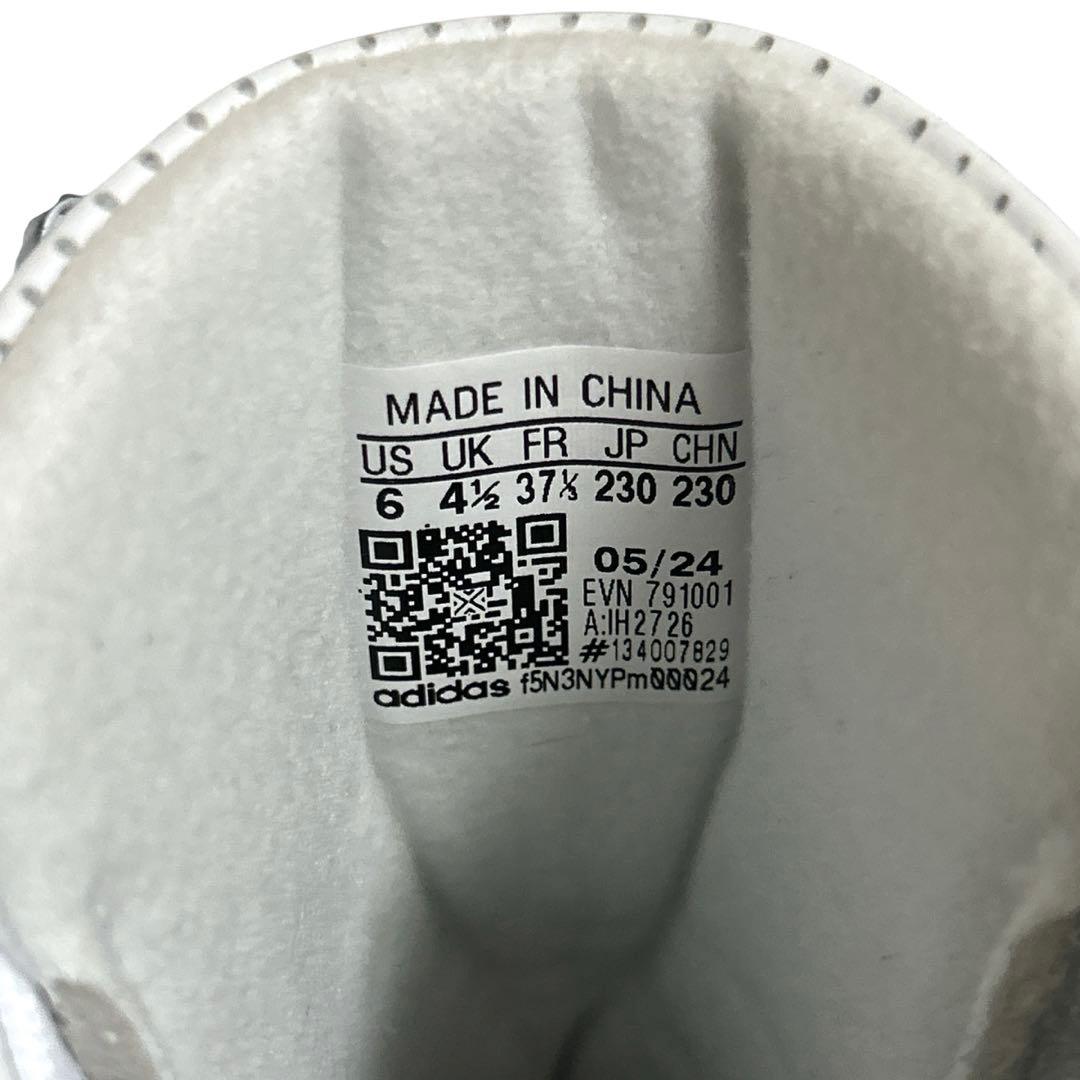 MADE IN CHINA
US UK FR JP CHN
6 4½ 37⅓ 230 230
05/24
EVN 791001
A:IH2726
#134007829
adidas f5N3NYPm00024